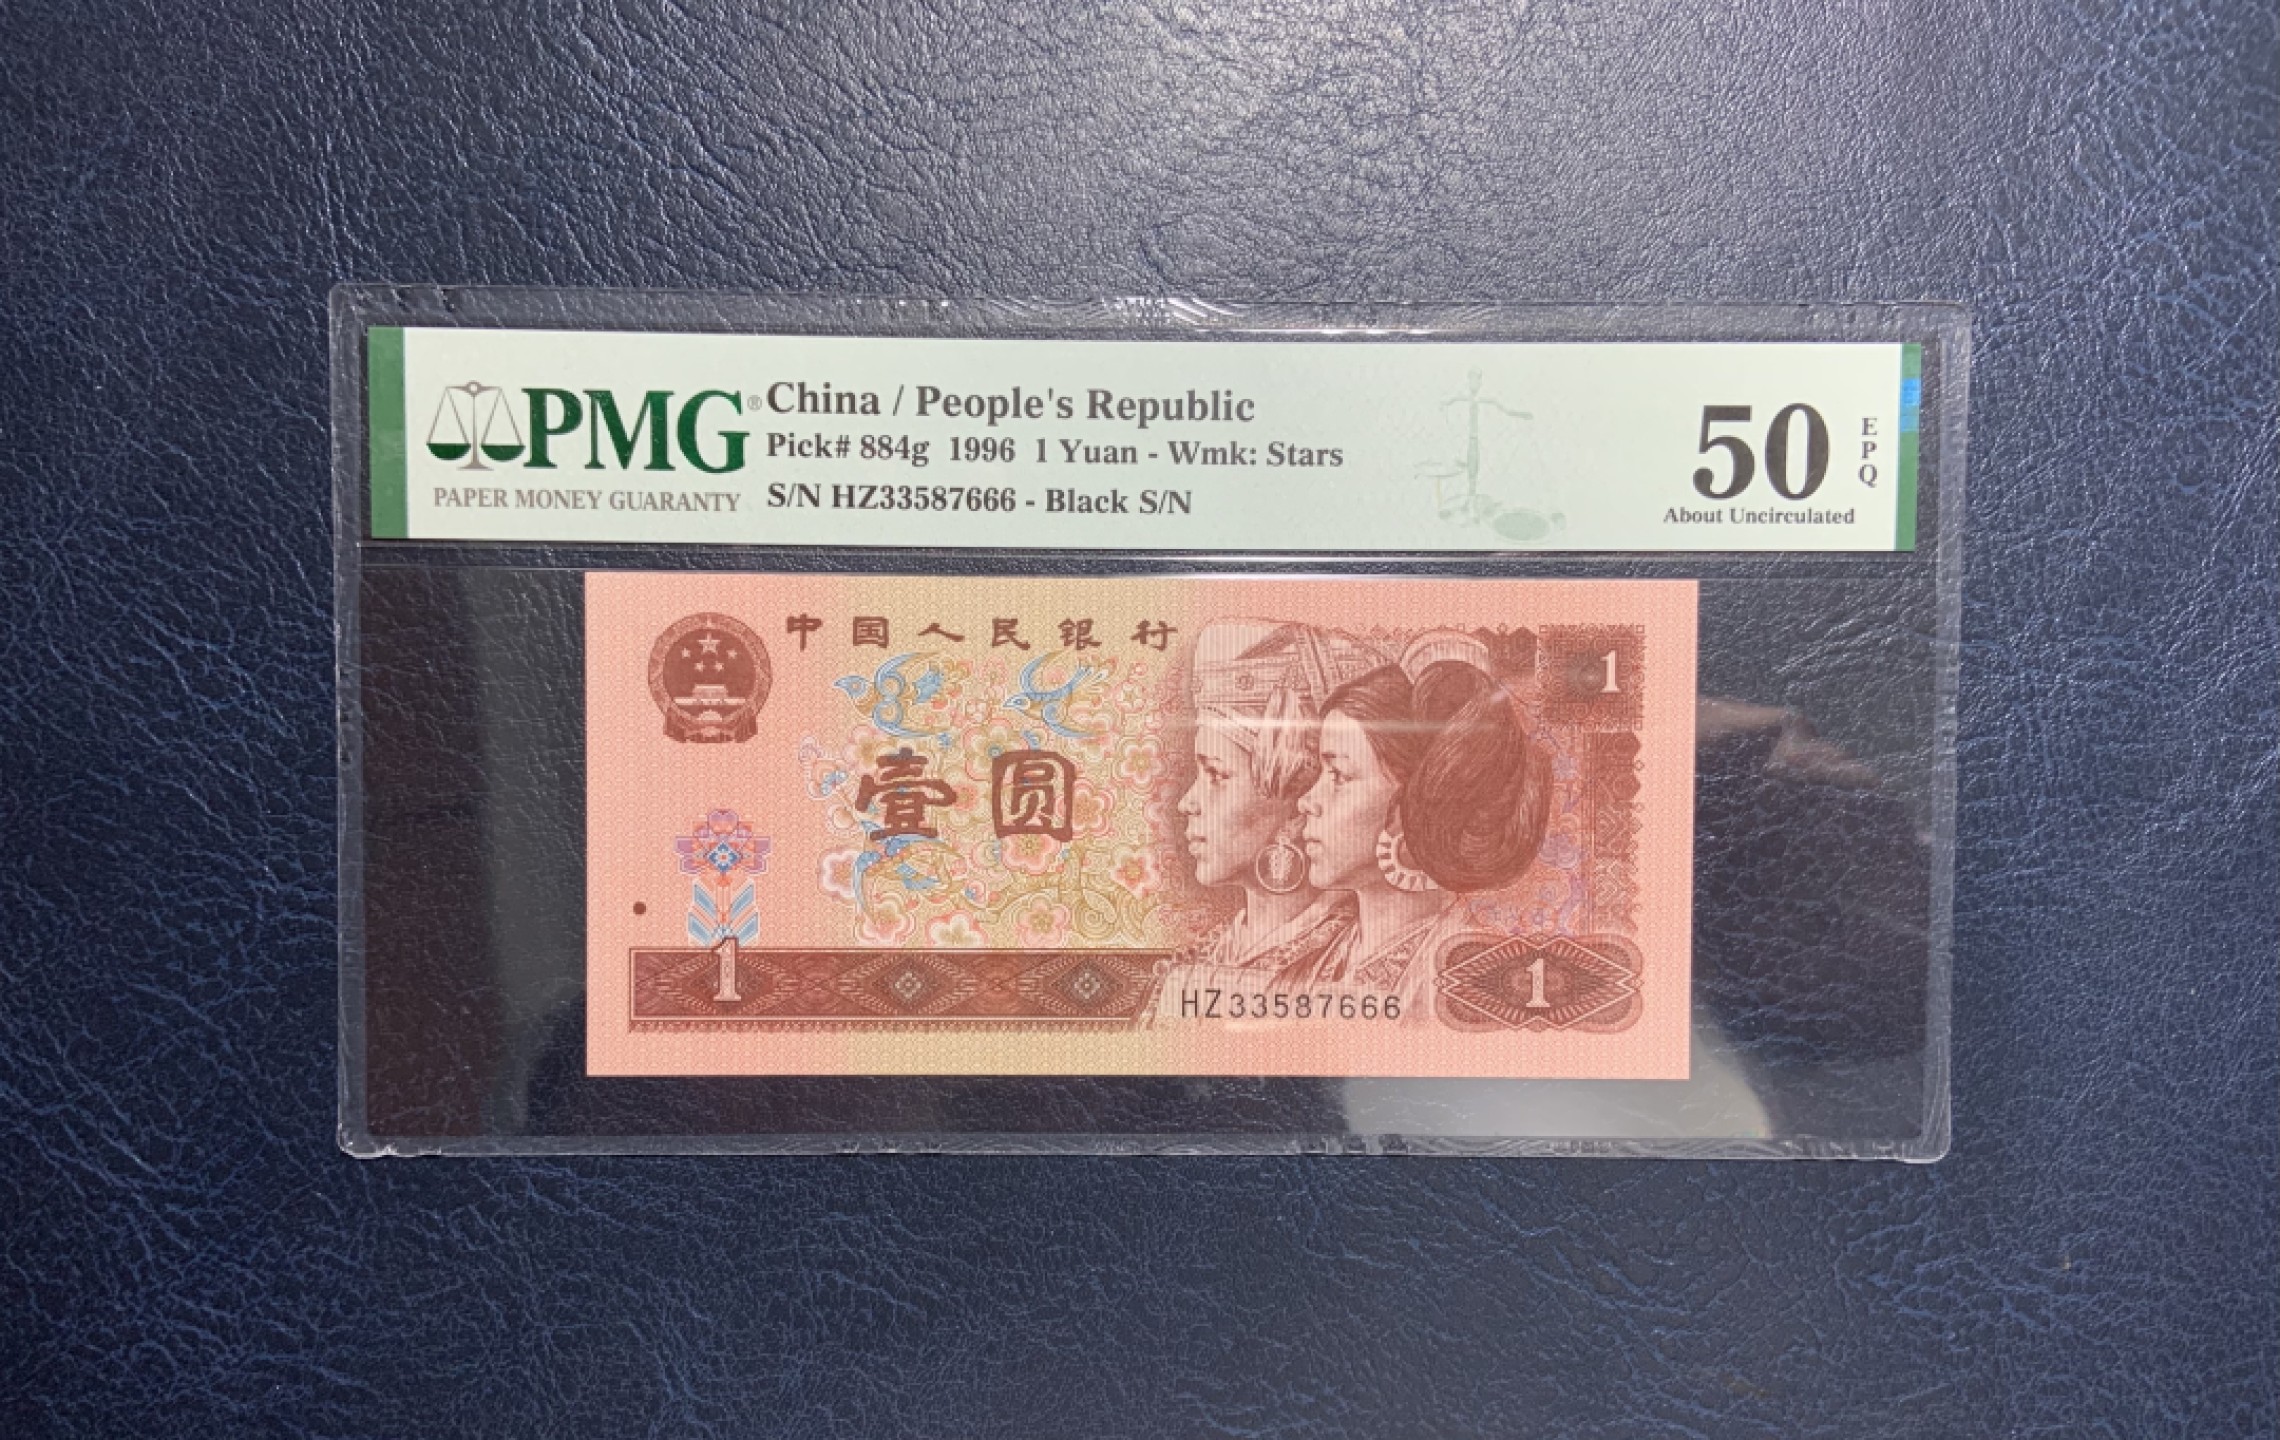 PMG®
PAPER MONEY GUARANTY
China / People's Republic
Pick# 884g 1996 1 Yuan - Wmk: Stars
S/N HZ33587666 - Black S/N
50
EPQ
About Uncirculated
中国人民银行
1
壹圆
1
HZ33587666
1